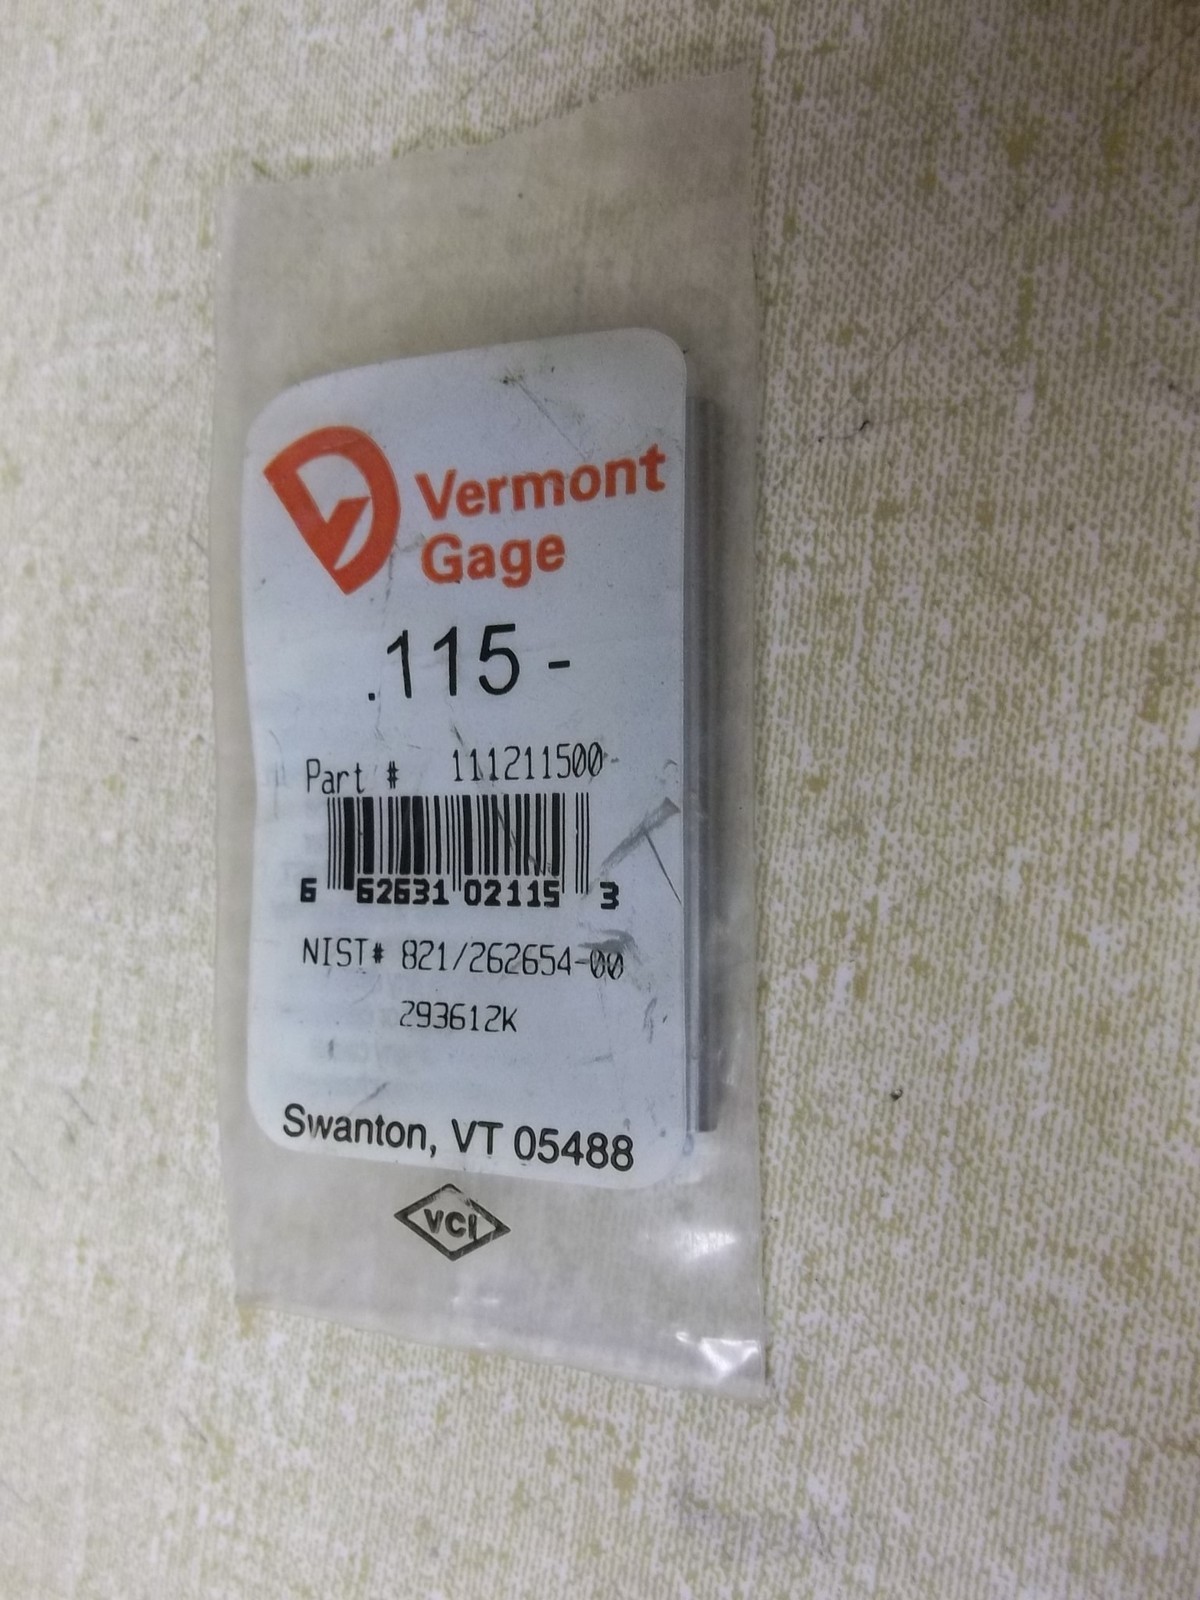 Vermont
Gage
.115 -
Part # 111211500
6 62631 02115 3
NIST# 821/262654-00
293612K
Swanton, VT 05488
VCI